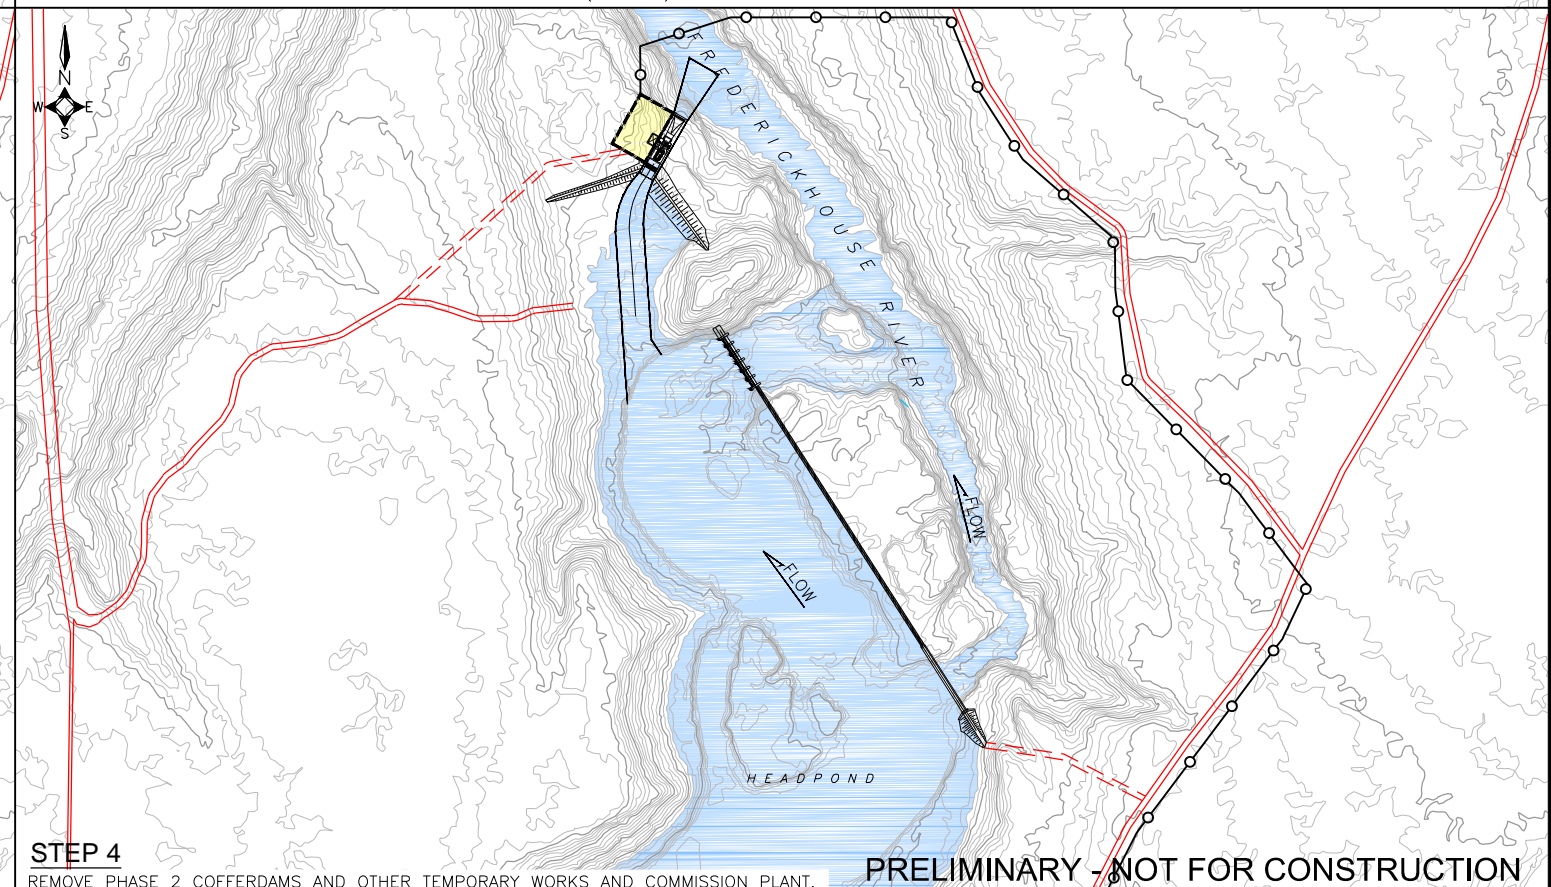 N
W E
S
FREDERICKHOUSE RIVER
FLOW
FLOW
HEADPOND
STEP 4
REMOVE PHASE 2 COFFERDAMS AND OTHER TEMPORARY WORKS AND COMMISSION PLANT.
PRELIMINARY - NOT FOR CONSTRUCTION